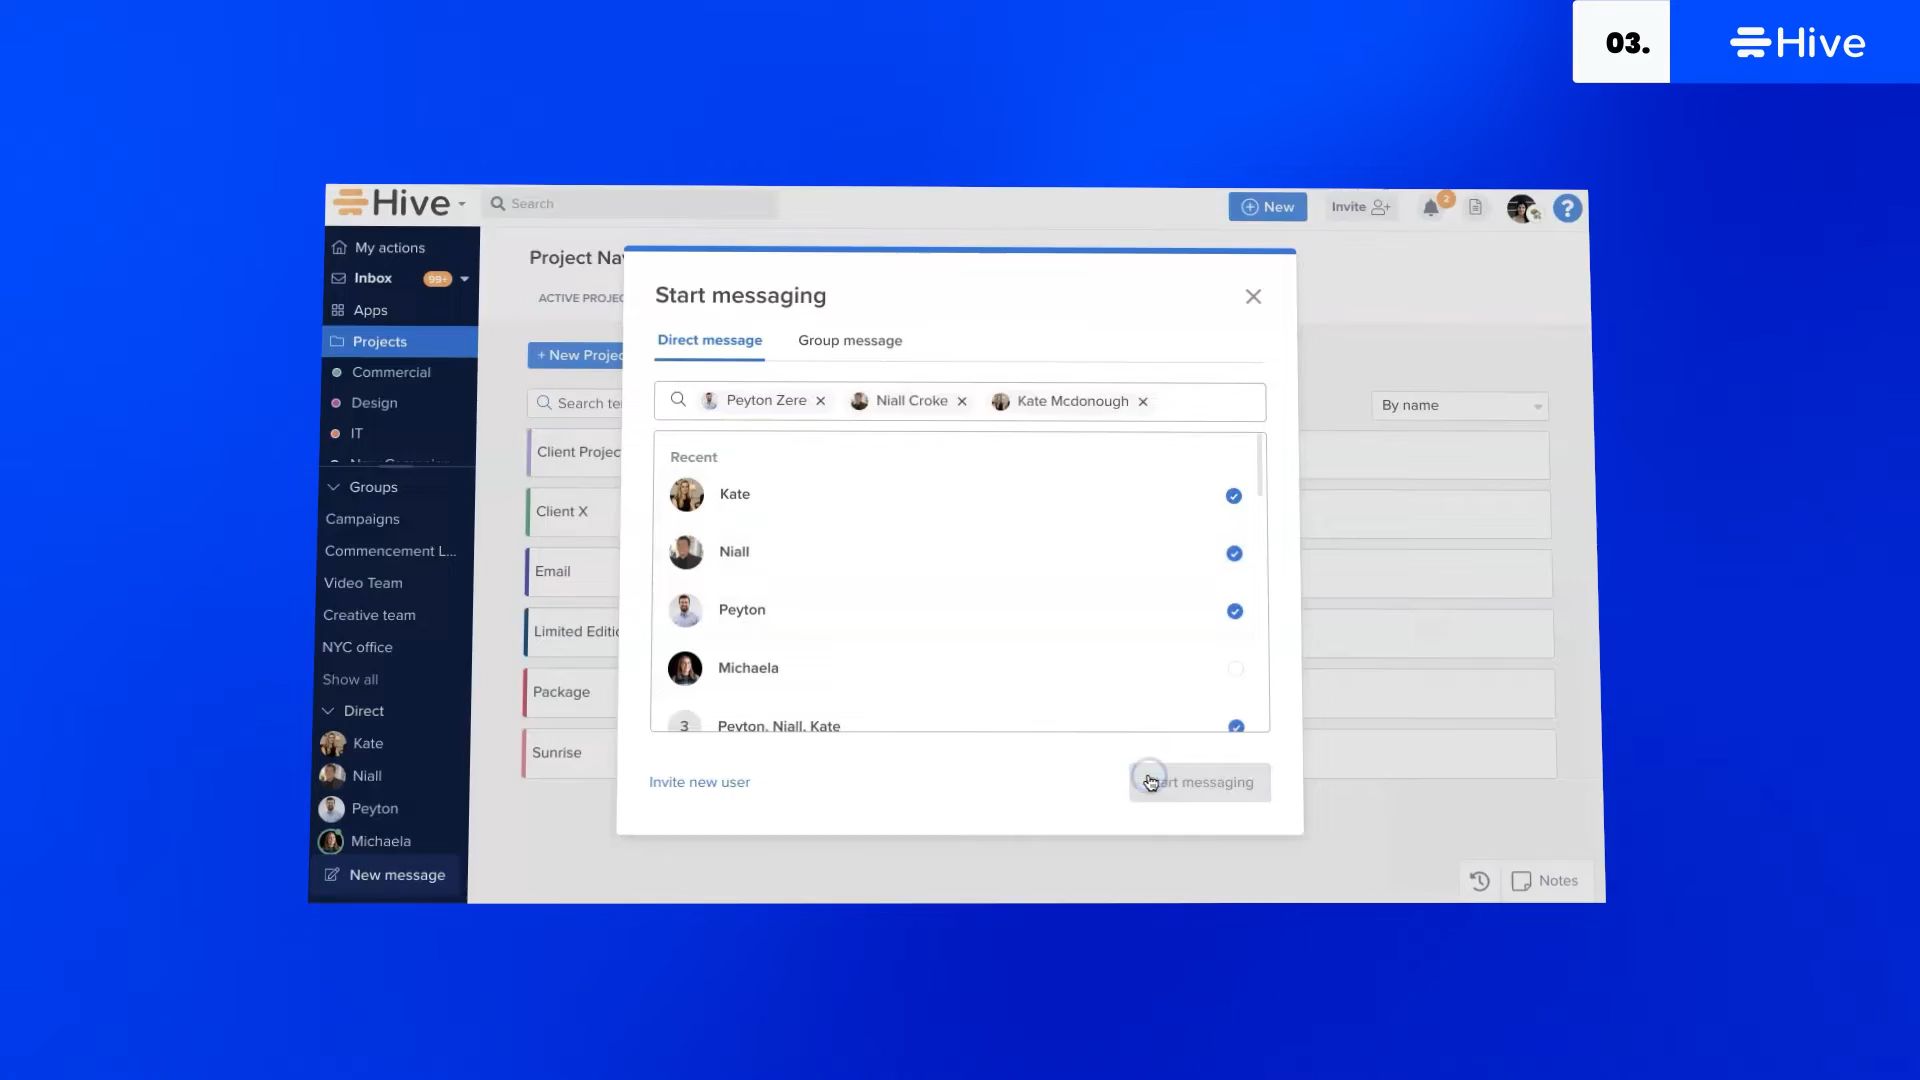 03.
Hive
Hive
Search
New
Invite
2
?
My actions
Inbox 99+
Apps
Projects
Commercial
Design
IT
Groups
Campaigns
Commencement L...
Video Team
Creative team
NYC office
Show all
Direct
Kate
Niall
Peyton
Michaela
New message
Project Na
ACTIVE PROJEC
+ New Projec
Search te
By name
Client Projec
Client X
Email
Limited Editi
Package
Sunrise
Start messaging
Direct message
Group message
Peyton Zere
Niall Croke
Kate Mcdonough
Recent
Kate
Niall
Peyton
Michaela
3 Peyton, Niall, Kate
Invite new user
art messaging
Notes